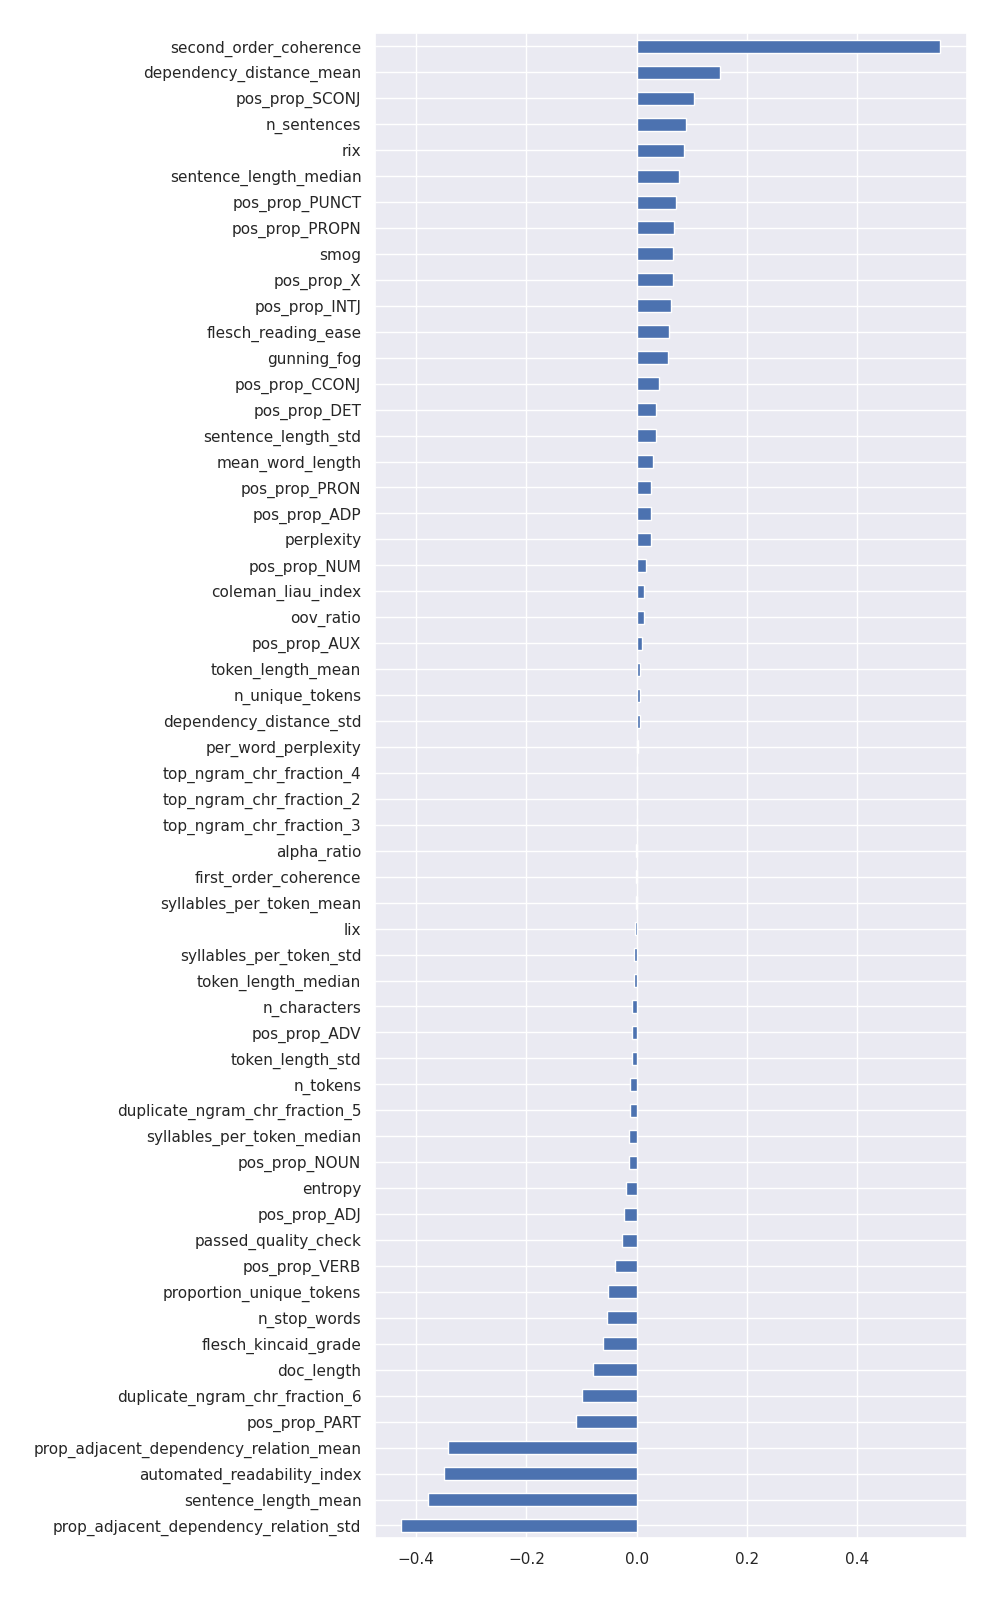 second_order_coherence
dependency_distance_mean
pos_prop_SCONJ
n_sentences
rix
sentence_length_median
pos_prop_PUNCT
pos_prop_PROPN
smog
pos_prop_X
pos_prop_INTJ
flesch_reading_ease
gunning_fog
pos_prop_CCONJ
pos_prop_DET
sentence_length_std
mean_word_length
pos_prop_PRON
pos_prop_ADP
perplexity
pos_prop_NUM
coleman_liau_index
oov_ratio
pos_prop_AUX
token_length_mean
n_unique_tokens
dependency_distance_std
per_word_perplexity
top_ngram_chr_fraction_4
top_ngram_chr_fraction_2
top_ngram_chr_fraction_3
alpha_ratio
first_order_coherence
syllables_per_token_mean
lix
syllables_per_token_std
token_length_median
n_characters
pos_prop_ADV
token_length_std
n_tokens
duplicate_ngram_chr_fraction_5
syllables_per_token_median
pos_prop_NOUN
entropy
pos_prop_ADJ
passed_quality_check
pos_prop_VERB
proportion_unique_tokens
n_stop_words
flesch_kincaid_grade
doc_length
duplicate_ngram_chr_fraction_6
pos_prop_PART
prop_adjacent_dependency_relation_mean
automated_readability_index
sentence_length_mean
prop_adjacent_dependency_relation_std
−0.4 −0.2 0.0 0.2 0.4